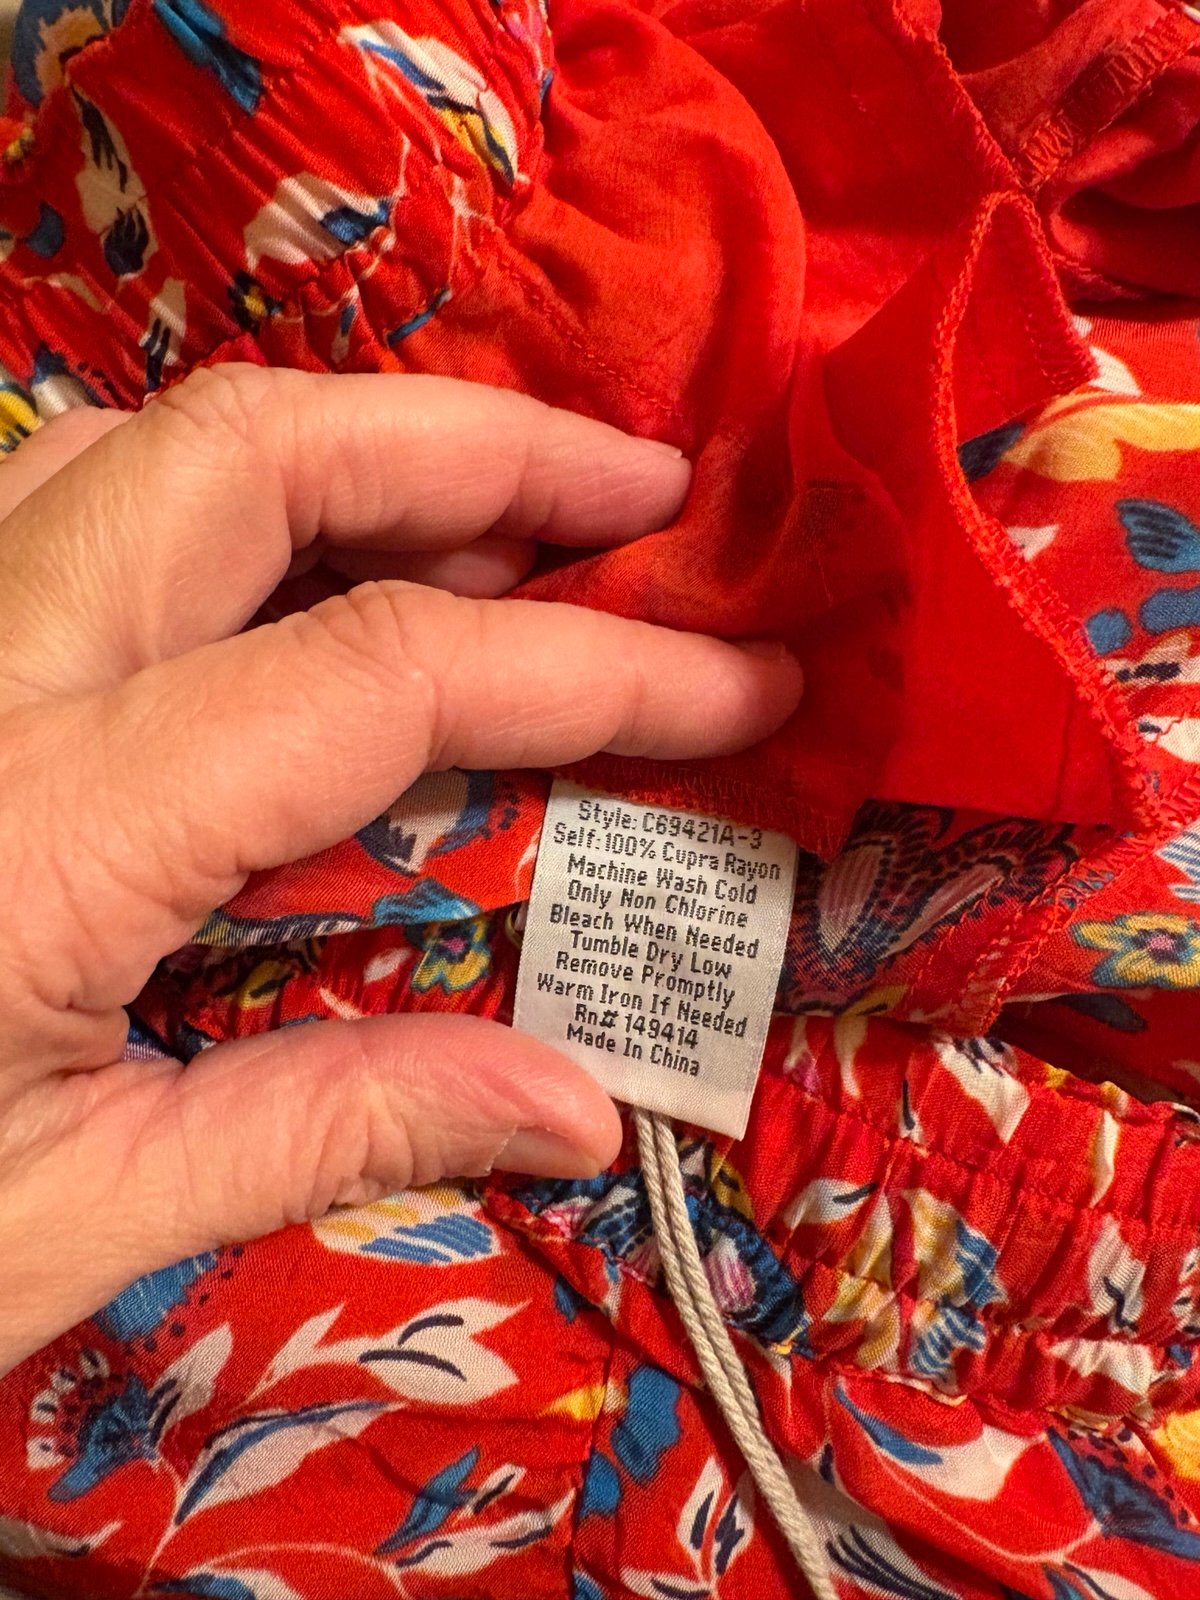 Style: C69421A-3
Self:100% Cupra Rayon
Machine Wash Cold
Only Non Chlorine
Bleach When Needed
Tumble Dry Low
Remove Promptly
Warm Iron If Needed
Rn# 149414
Made In China